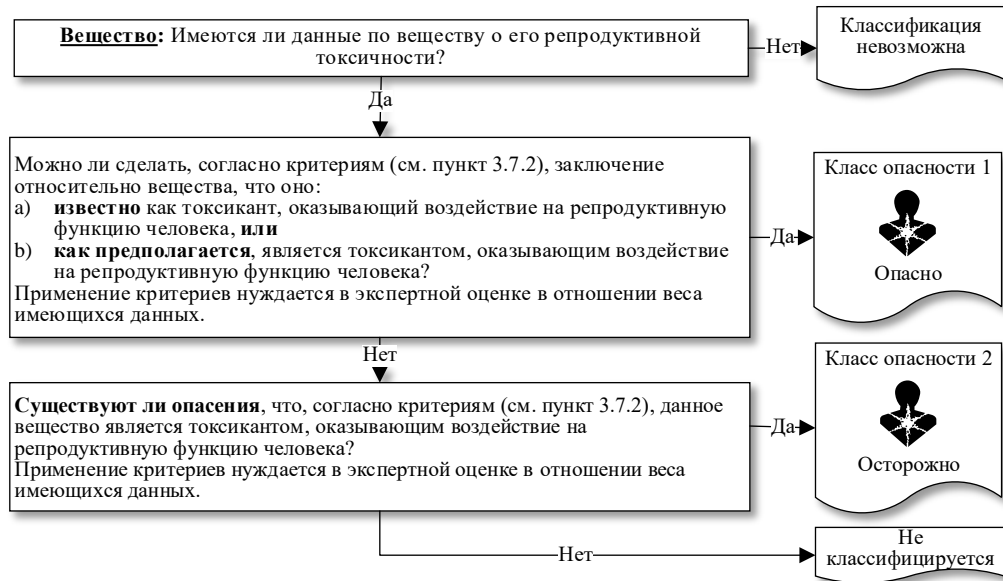 Вещество: Имеются ли данные по веществу о его репродуктивной
токсичности?
Нет
Классификация
невозможна
Да
Можно ли сделать, согласно критериям (см. пункт 3.7.2), заключение
относительно вещества, что оно:
a) известно как токсикант, оказывающий воздействие на репродуктивную
функцию человека, или
b) как предполагается, является токсикантом, оказывающим воздействие
на репродуктивную функцию человека?
Применение критериев нуждается в экспертной оценке в отношении веса
имеющихся данных.
Да
Класс опасности 1
Опасно
Нет
Существуют ли опасения, что, согласно критериям (см. пункт 3.7.2), данное
вещество является токсикантом, оказывающим воздействие на
репродуктивную функцию человека?
Применение критериев нуждается в экспертной оценке в отношении веса
имеющихся данных.
Да
Класс опасности 2
Осторожно
Нет
Не
классифицируется